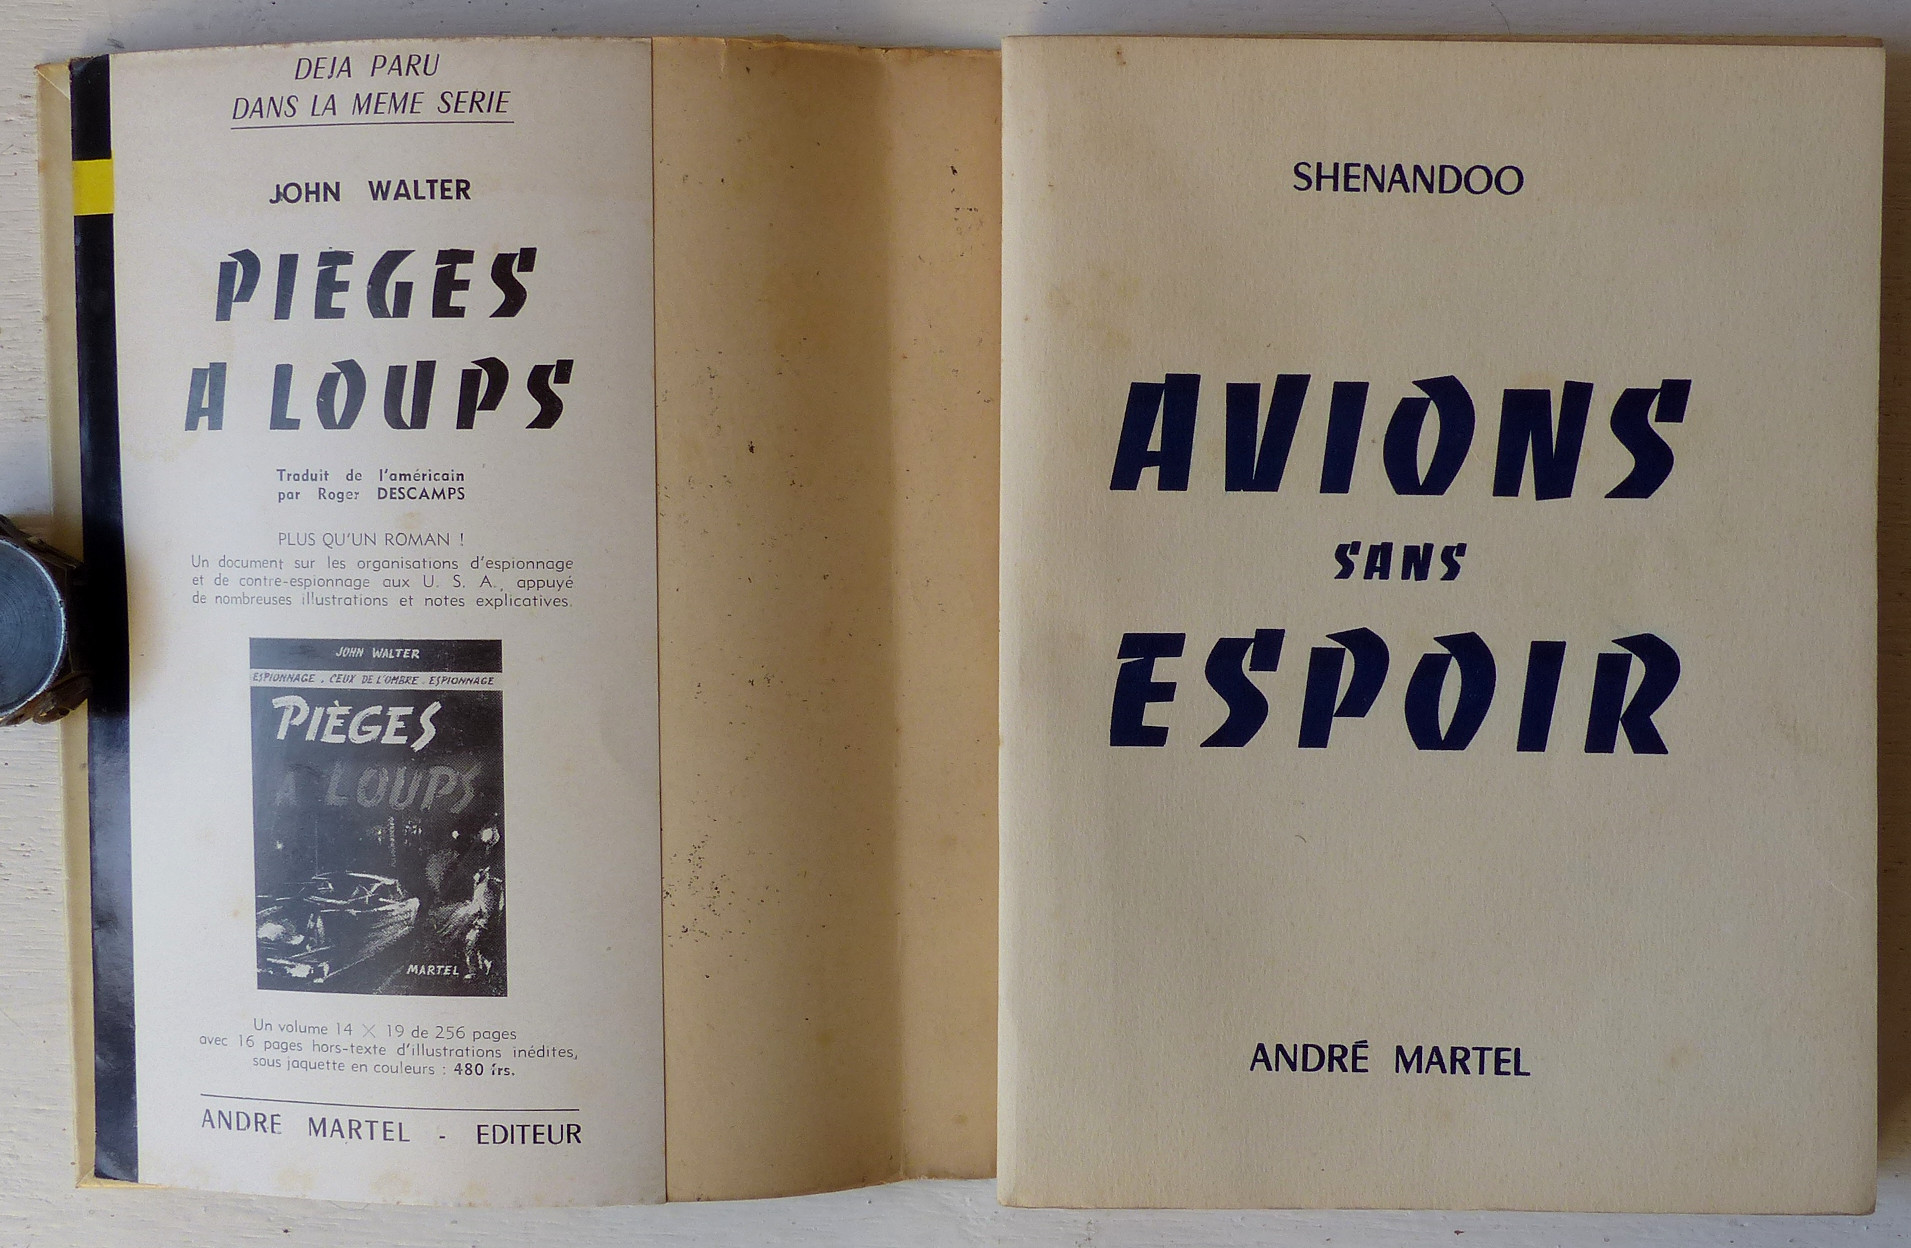 DEJA PARU
DANS LA MEME SERIE
JOHN WALTER
PIEGES
A LOUPS
Traduit de l'américain
par Roger DESCAMPS
PLUS QU'UN ROMAN !
Un document sur les organisations d'espionnage
et de contre-espionnage aux U. S. A., appuyé
de nombreuses illustrations et notes explicatives.
JOHN WALTER
ESPIONNAGE . CEUX DE L'OMBRE . ESPIONNAGE
PIÈGES
A LOUPS
MARTEL
Un volume 14 X 19 de 256 pages
avec 16 pages hors-texte d'illustrations inédites,
sous jaquette en couleurs : 480 frs.
ANDRE MARTEL - EDITEUR
SHENANDOO
AVIONS
SANS
ESPOIR
ANDRÉ MARTEL